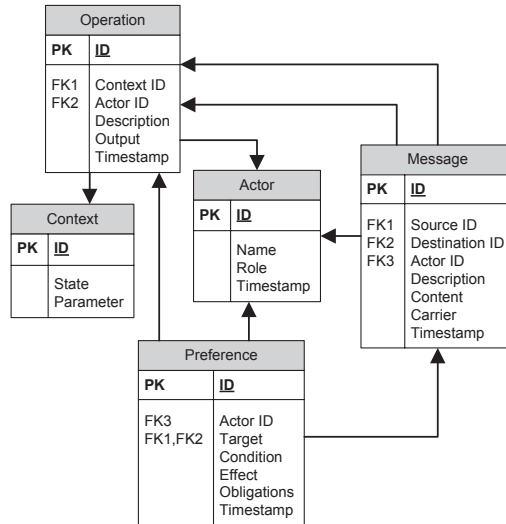 Operation
PK ID
FK1 Context ID
FK2 Actor ID
Description
Output
Timestamp
Message
PK ID
FK1 Source ID
FK2 Destination ID
FK3 Actor ID
Description
Content
Carrier
Timestamp
Actor
PK ID
Name
Role
Timestamp
Context
PK ID
State
Parameter
Preference
PK ID
FK3 Actor ID
FK1,FK2 Target
Condition
Effect
Obligations
Timestamp